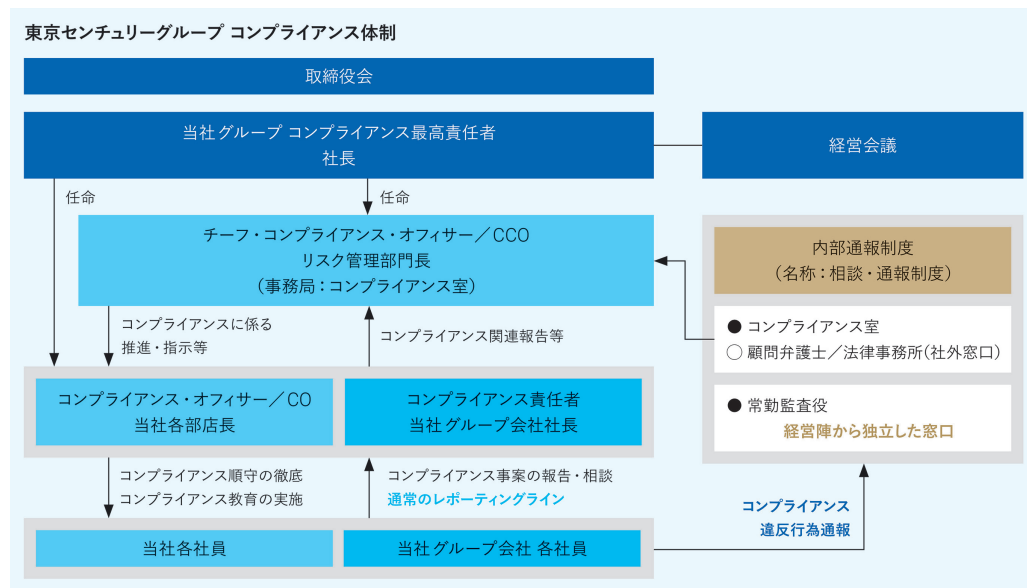 東京センチュリーグループ コンプライアンス体制
取締役会
当社グループ コンプライアンス最高責任者
社長
経営会議
任命
任命
チーフ・コンプライアンス・オフィサー／CCO
リスク管理部門長
（事務局：コンプライアンス室）
内部通報制度
（名称：相談・通報制度）
● コンプライアンス室
○ 顧問弁護士／法律事務所(社外窓口)
● 常勤監査役
経営陣から独立した窓口
コンプライアンスに係る
推進・指示等
コンプライアンス関連報告等
コンプライアンス・オフィサー／CO
当社各部店長
コンプライアンス責任者
当社グループ会社社長
コンプライアンス順守の徹底
コンプライアンス教育の実施
コンプライアンス事案の報告・相談
通常のレポーティングライン
コンプライアンス
違反行為通報
当社各社員
当社グループ会社 各社員